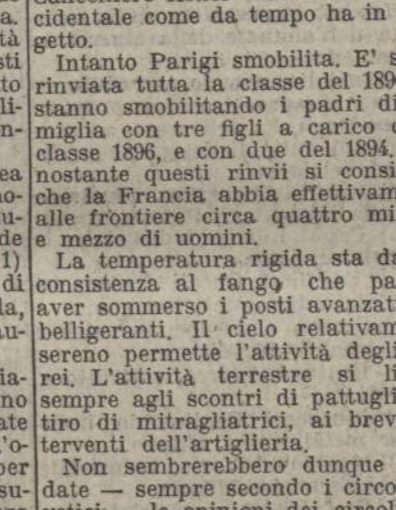 cidentale come da tempo ha in
getto.
Intanto Parigi smobilita. E'
rinviata tutta la classe del
stanno smobilitando i padri di
miglia con tre figli a carico
classe 1896, e con due del 1894.
nostante questi rinvii si consi
che la Francia abbia effettivam
alle frontiere circa quattro mi
e mezzo di uomini.
La temperatura rigida sta da
consistenza al fango che pa
aver sommerso i posti avanzat
belligeranti. Il cielo relativam
sereno permette l'attività degli
rei. L'attività terrestre si li
sempre agli scontri di pattugli
tiro di mitragliatrici, ai brev
terventi dell'artiglieria.
Non sembrerebbero dunque
date — sempre secondo i circo